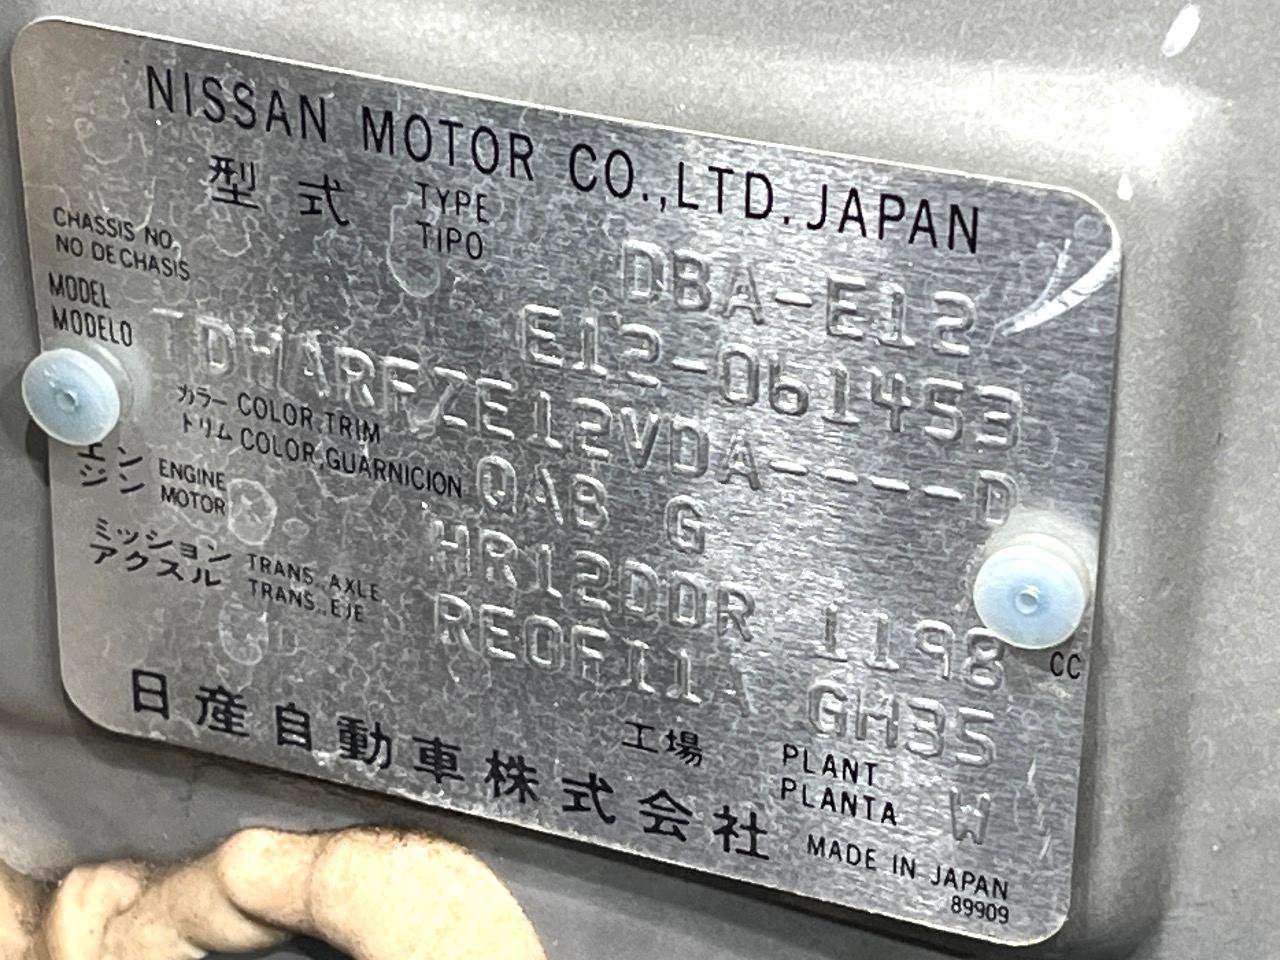 NISSAN MOTOR CO.,LTD. JAPAN
型式 TYPE DBA-E12
TIPO
CHASSIS NO. E12-061453
NO. DE CHASIS
MODEL TDHARFZE12VDA----D
MODELO
カラー COLOR,TRIM QAB G
トリム COLOR,GUARNICION
エンジン ENGINE HR12DDR 1198 CC
MOTOR
ミッション TRANS. AXLE RE0F11A GH35
アクスル TRANS. EJE
工場 PLANT W
PLANTA
日産自動車株式会社
MADE IN JAPAN
89909